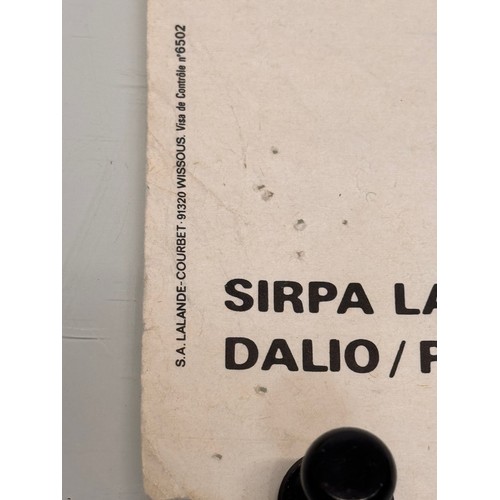 S.A. LALANDE-COURBET - 91320 WISSOUS. Visa de Contrôle n°6502
SIRPA LA
DALIO /